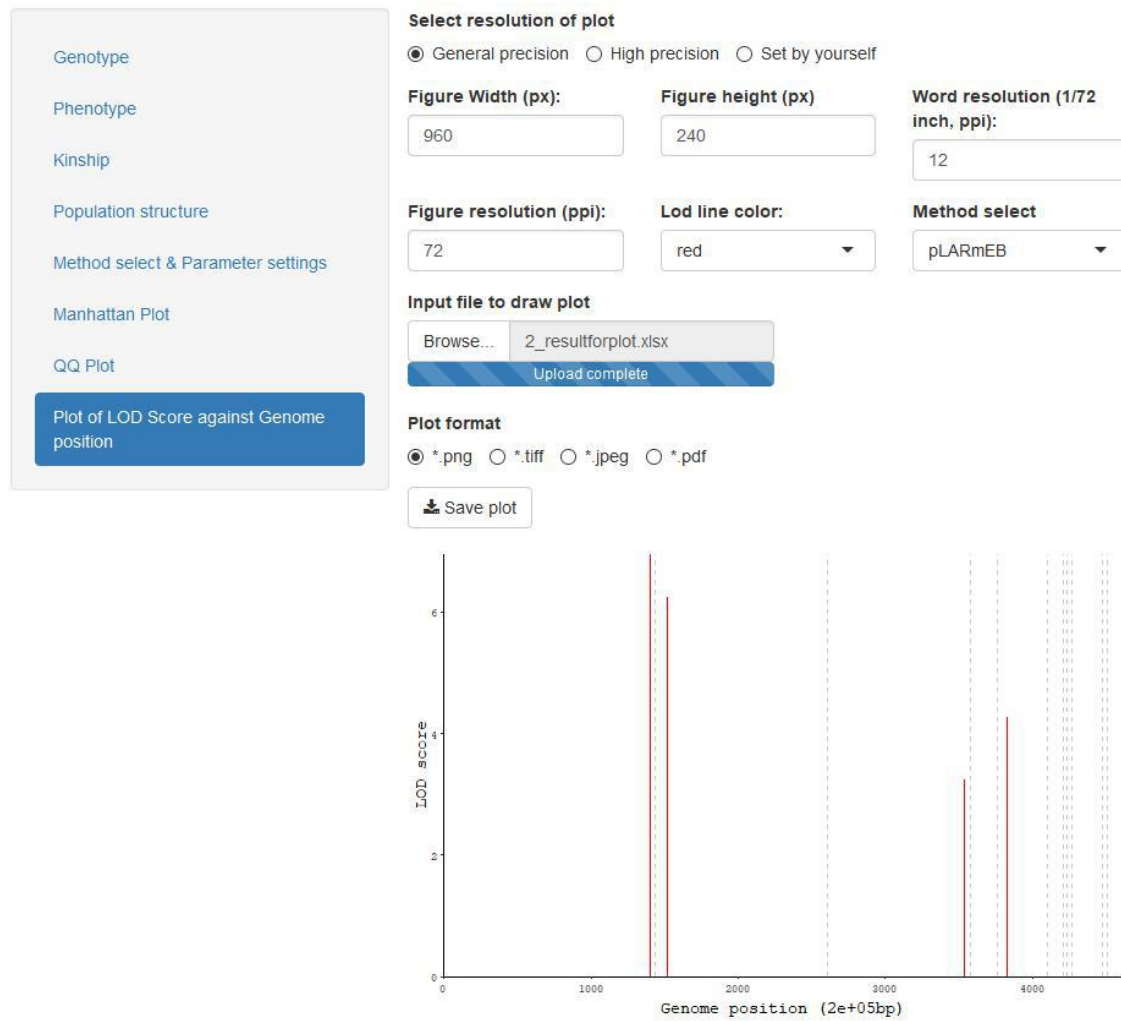 Genotype
Phenotype
Kinship
Population structure
Method select & Parameter settings
Manhattan Plot
QQ Plot
Plot of LOD Score against Genome
position
Select resolution of plot
General precision High precision Set by yourself
Figure Width (px): Figure height (px) Word resolution (1/72
inch, ppi):
960 240 12
Figure resolution (ppi): Lod line color: Method select
72 red pLARmEB
Input file to draw plot
Browse... 2_resultforplot.xlsx
Upload complete
Plot format
*.png *.tiff *.jpeg *.pdf
Save plot
LOD score
6
4
2
0
0 1000 2000 3000 4000
Genome position (2e+05bp)